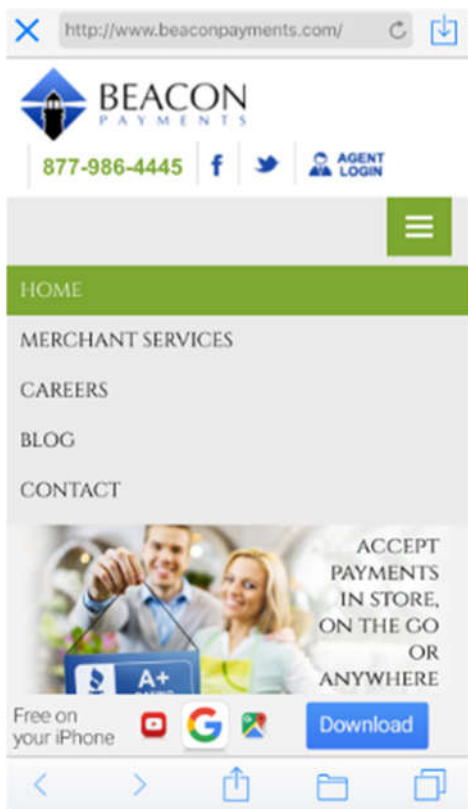 http://www.beaconpayments.com/
BEACON
PAYMENTS
877-986-4445
AGENT
LOGIN
HOME
MERCHANT SERVICES
CAREERS
BLOG
CONTACT
ACCEPT
PAYMENTS
IN STORE,
ON THE GO
OR
ANYWHERE
A+
Free on
your iPhone
Download